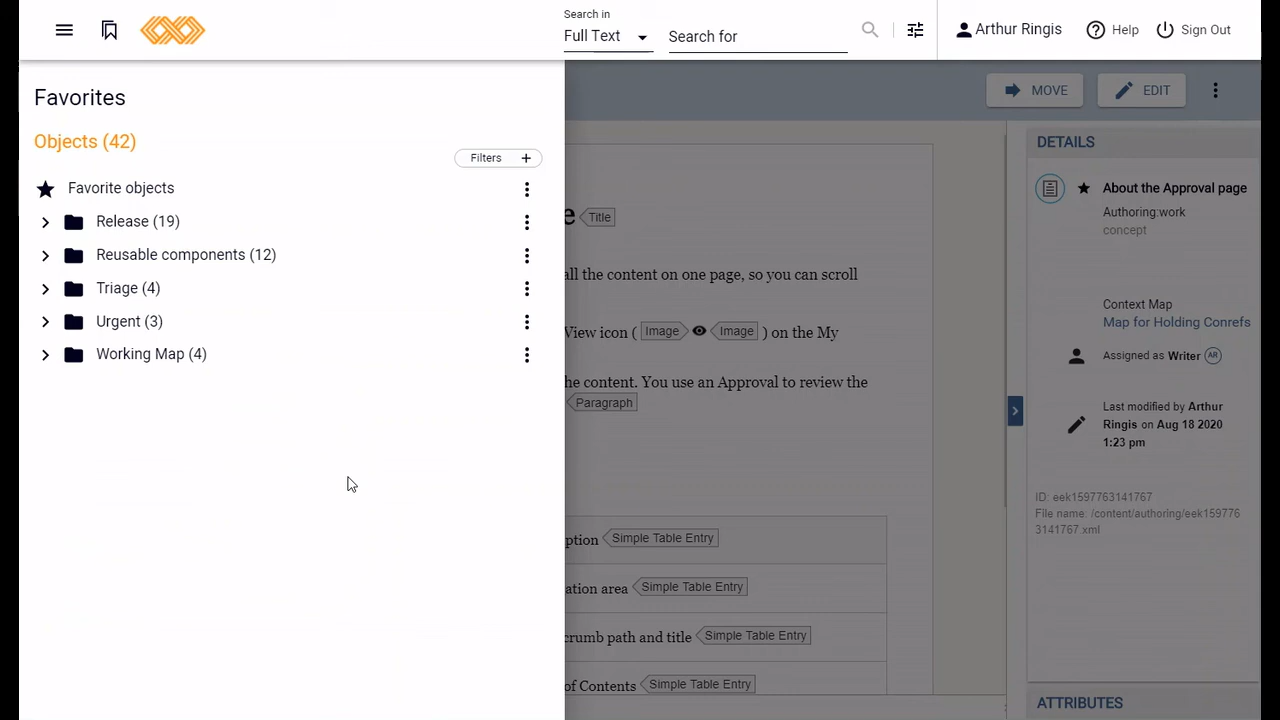 Search in
Full Text
Search for
Arthur Ringis
Help
Sign Out
Favorites
Objects (42)
Filters +
Favorite objects
Release (19)
Reusable components (12)
Triage (4)
Urgent (3)
Working Map (4)
MOVE
EDIT
e Title
all the content on one page, so you can scroll
View icon ( Image Image ) on the My
he content. You use an Approval to review the
Paragraph
ption Simple Table Entry
ation area Simple Table Entry
crumb path and title Simple Table Entry
of Contents Simple Table Entry
DETAILS
About the Approval page
Authoring:work
concept
Context Map
Map for Holding Conrefs
Assigned as Writer AR
Last modified by Arthur
Ringis on Aug 18 2020
1:23 pm
ID: eek1597763141767
File name: /content/authoring/eek159776
3141767.xml
ATTRIBUTES